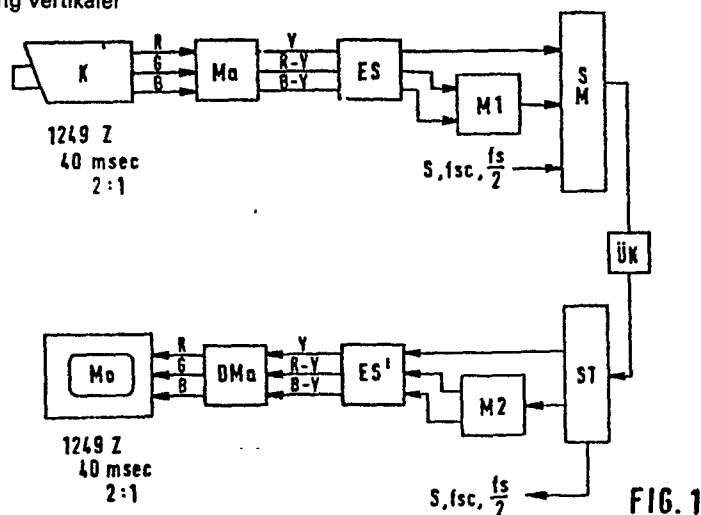 ng vertikaler
R
G
B
K
Ma
Y
R-Y
B-Y
ES
M1
S
M
1249 Z
40 msec
2:1
S, fsc, fs/2
ÜK
R
G
B
Mo
DMa
Y
R-Y
B-Y
ES'
M2
ST
1249 Z
40 msec
2:1
S, fsc, fs/2
FIG. 1